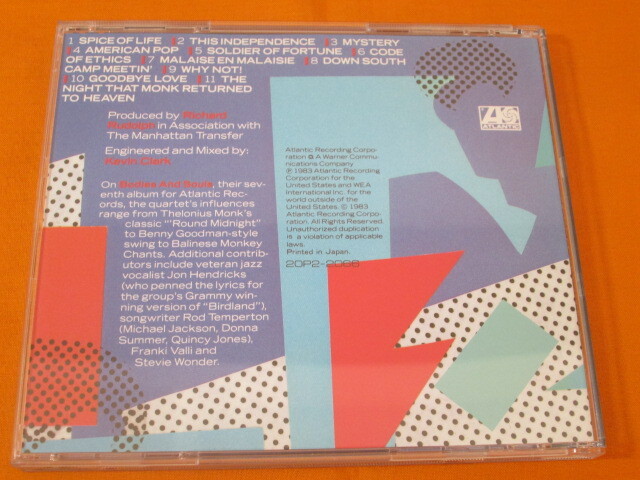 1 SPICE OF LIFE 2 THIS INDEPENDENCE 3 MYSTERY
4 AMERICAN POP 5 SOLDIER OF FORTUNE 6 CODE
OF ETHICS 7 MALAISE EN MALAISIE 8 DOWN SOUTH
CAMP MEETIN' 9 WHY NOT!
10 GOODBYE LOVE 11 THE
NIGHT THAT MONK RETURNED
TO HEAVEN
Produced by Richard
Rudolph in Association with
The Manhattan Transfer
Engineered and Mixed by:
Kevin Clark
On Bodies And Souls, their sev-
enth album for Atlantic Rec-
ords, the quartet's influences
range from Thelonius Monk's
classic "'Round Midnight"
to Benny Goodman-style
swing to Balinese Monkey
Chants. Additional contrib-
utors include veteran jazz
vocalist Jon Hendricks
(who penned the lyrics for
the group's Grammy win-
ning version of "Birdland"),
songwriter Rod Temperton
(Michael Jackson, Donna
Summer, Quincy Jones),
Franki Valli and
Stevie Wonder.
ATLANTIC
Atlantic Recording Corpo-
ration A Warner Commu-
nications Company
℗ 1983 Atlantic Recording
Corporation for the
United States and WEA
International Inc. for the
world outside of the
United States. © 1983
Atlantic Recording Corpo-
ration. All Rights Reserved.
Unauthorized duplication
is a violation of applicable
laws.
Printed in Japan.
20P2-2066